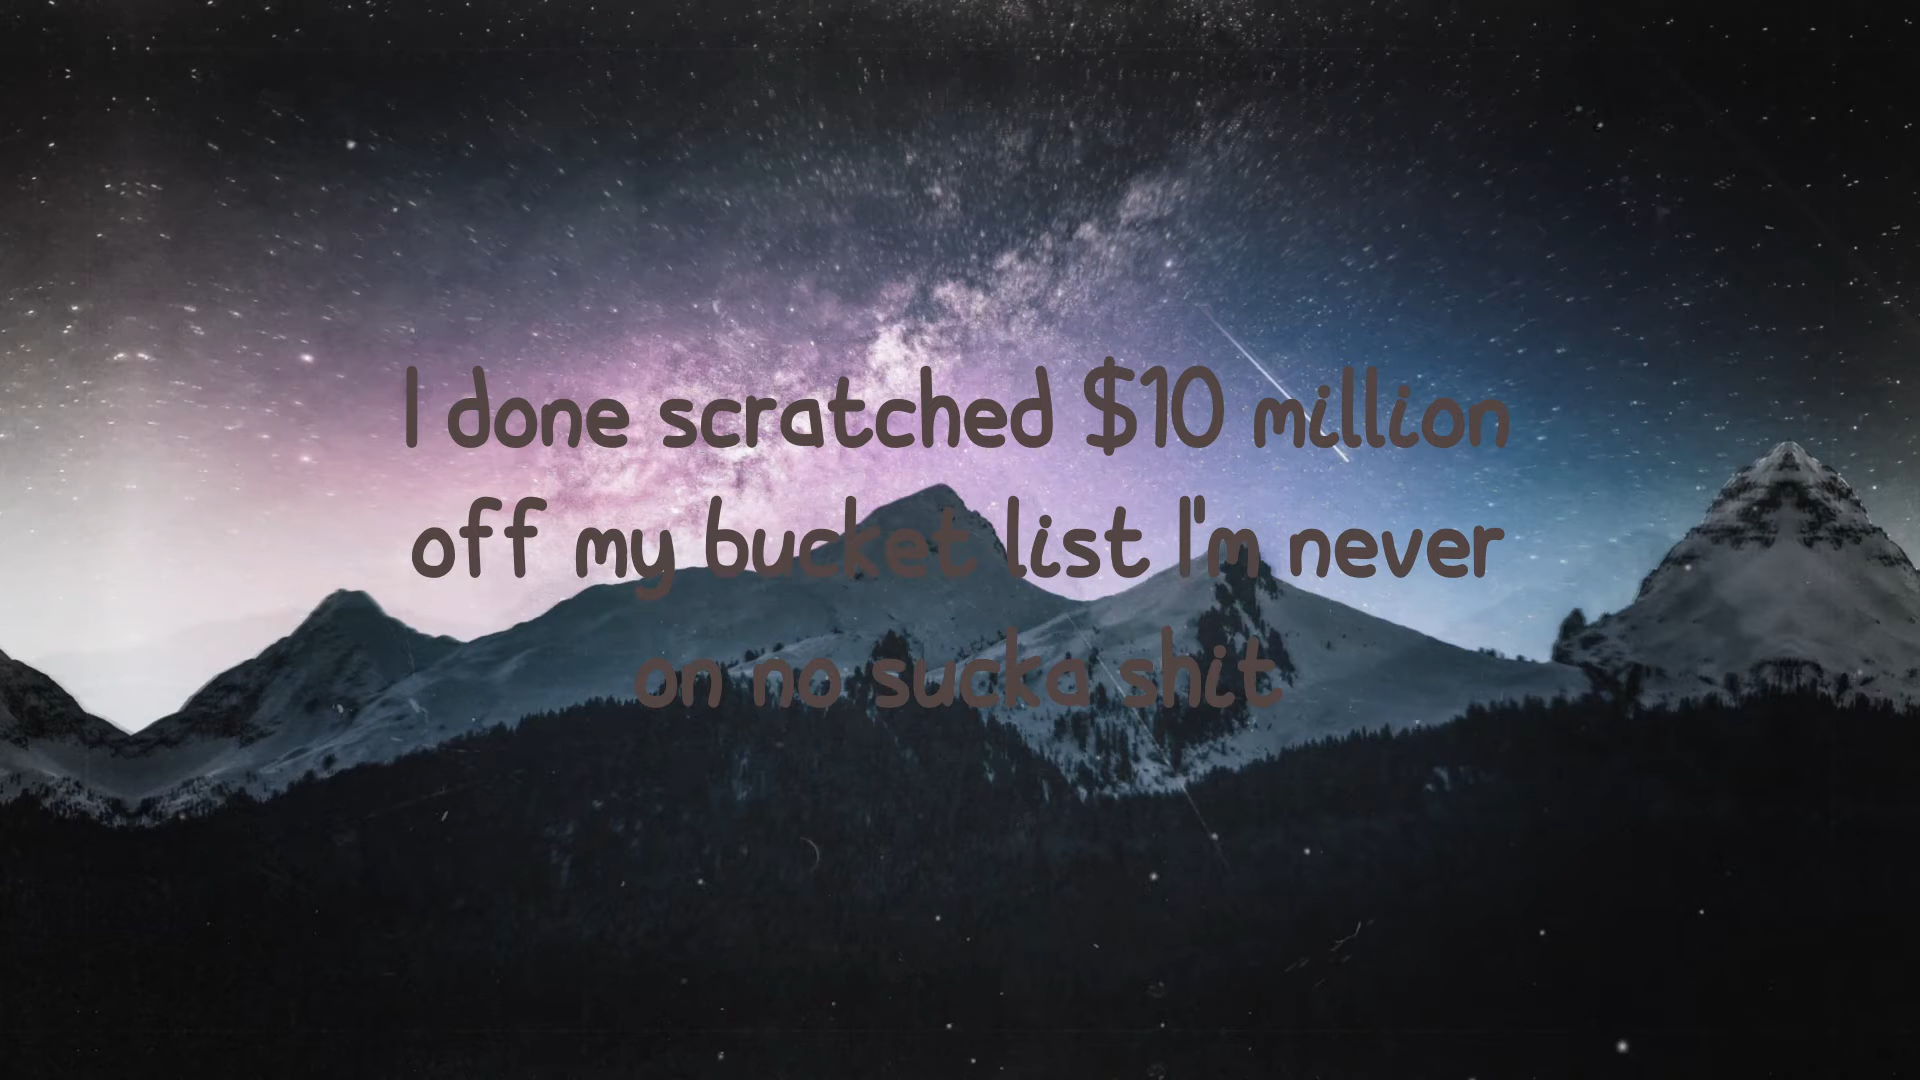 I done scratched $10 million
off my bucket list I'm never
on no sucka shit